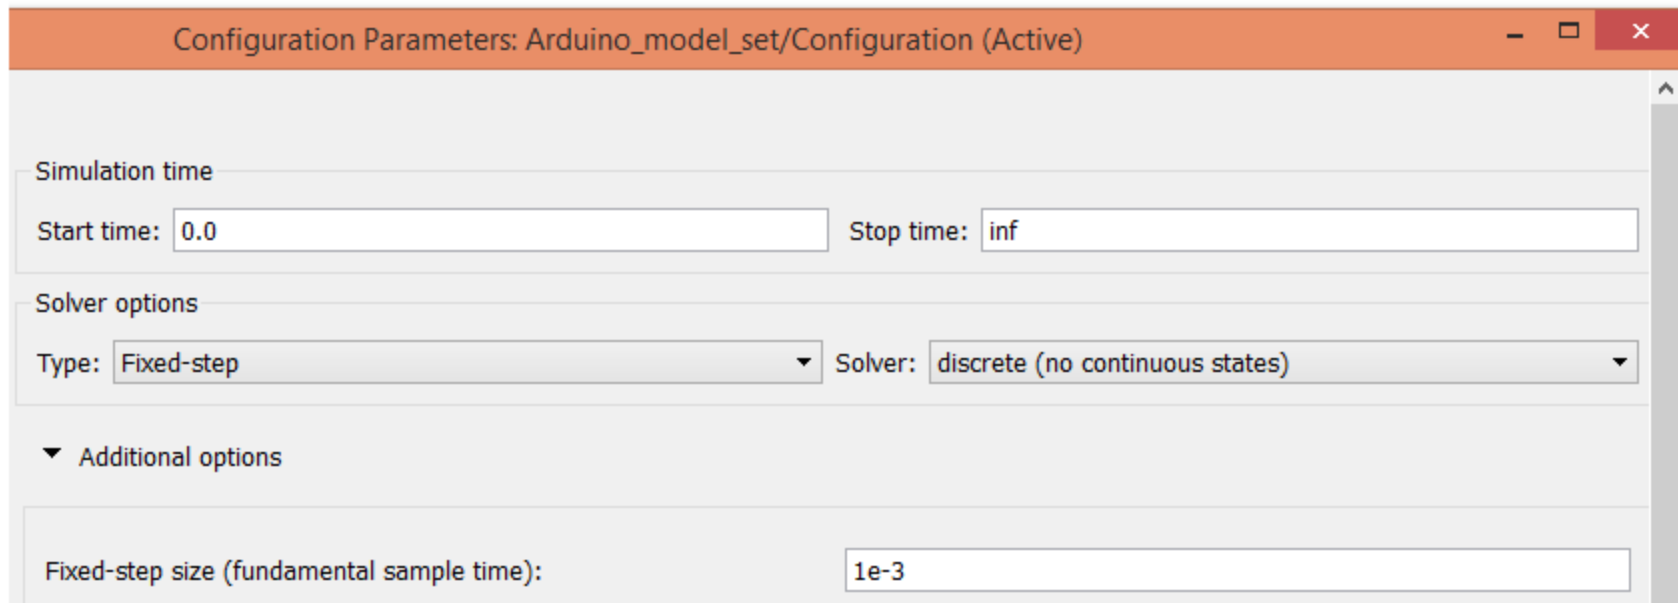 Configuration Parameters: Arduino_model_set/Configuration (Active)
Simulation time
Start time: 0.0 Stop time: inf
Solver options
Type: Fixed-step Solver: discrete (no continuous states)
Additional options
Fixed-step size (fundamental sample time): 1e-3